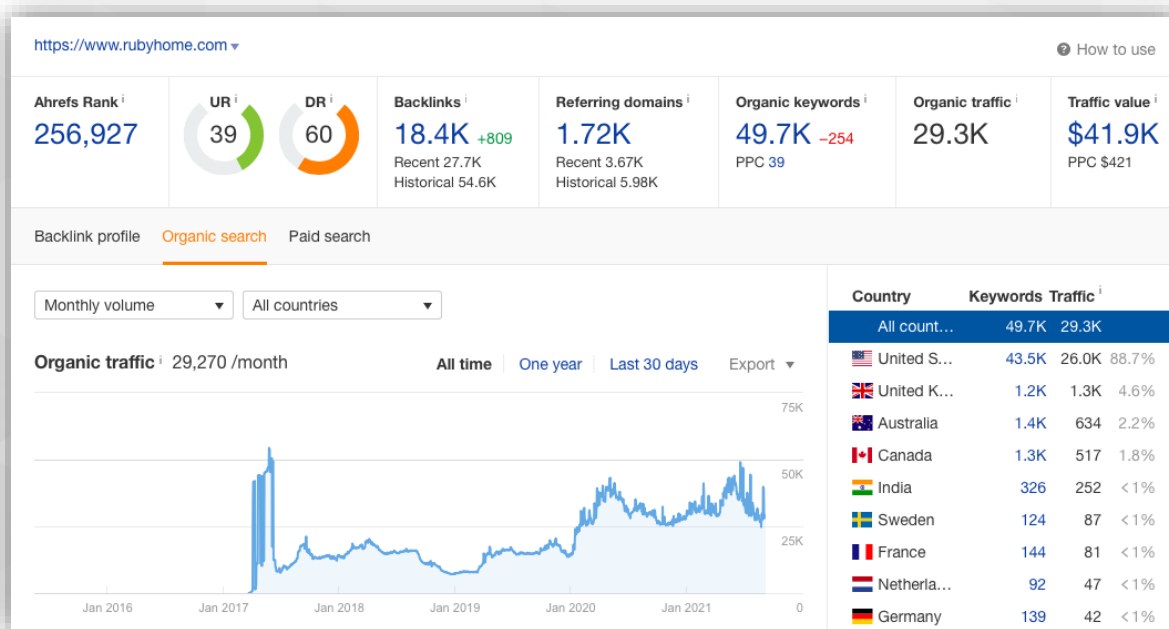 https://www.rubyhome.com
How to use
Ahrefs Rank i
256,927
UR i
39
DR i
60
Backlinks i
18.4K +809
Recent 27.7K
Historical 54.6K
Referring domains i
1.72K
Recent 3.67K
Historical 5.98K
Organic keywords i
49.7K −254
PPC 39
Organic traffic i
29.3K
Traffic value i
$41.9K
PPC $421
Backlink profile Organic search Paid search
Monthly volume All countries
Organic traffic i 29,270 /month All time One year Last 30 days Export
75K
50K
25K
Jan 2016 Jan 2017 Jan 2018 Jan 2019 Jan 2020 Jan 2021 0
Country Keywords Traffic i
All count... 49.7K 29.3K
United S... 43.5K 26.0K 88.7%
United K... 1.2K 1.3K 4.6%
Australia 1.4K 634 2.2%
Canada 1.3K 517 1.8%
India 326 252 <1%
Sweden 124 87 <1%
France 144 81 <1%
Netherla... 92 47 <1%
Germany 139 42 <1%